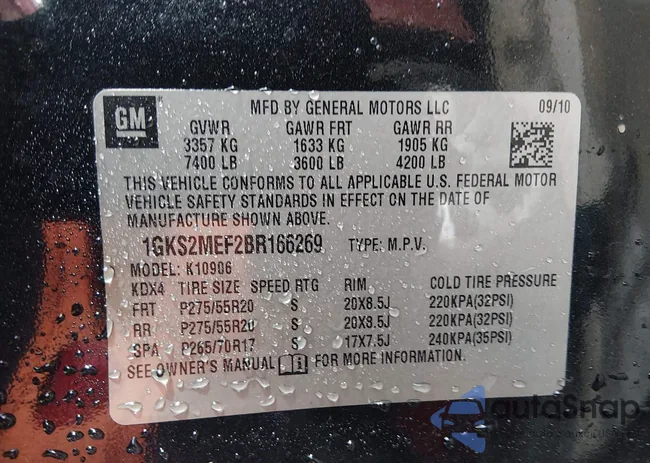 GM
MFD BY GENERAL MOTORS LLC 09/10
GVWR GAWR FRT GAWR RR
3357 KG 1633 KG 1905 KG
7400 LB 3600 LB 4200 LB
THIS VEHICLE CONFORMS TO ALL APPLICABLE U.S. FEDERAL MOTOR
VEHICLE SAFETY STANDARDS IN EFFECT ON THE DATE OF
MANUFACTURE SHOWN ABOVE.
1GKS2MEF2BR166269 TYPE: M.P.V.
MODEL: K10906
KDX4 TIRE SIZE SPEED RTG RIM COLD TIRE PRESSURE
FRT P275/55R20 S 20X8.5J 220KPA(32PSI)
RR P275/55R20 S 20X8.5J 220KPA(32PSI)
SPA P265/70R17 S 17X7.5J 240KPA(35PSI)
SEE OWNER'S MANUAL FOR MORE INFORMATION.
autoSnap